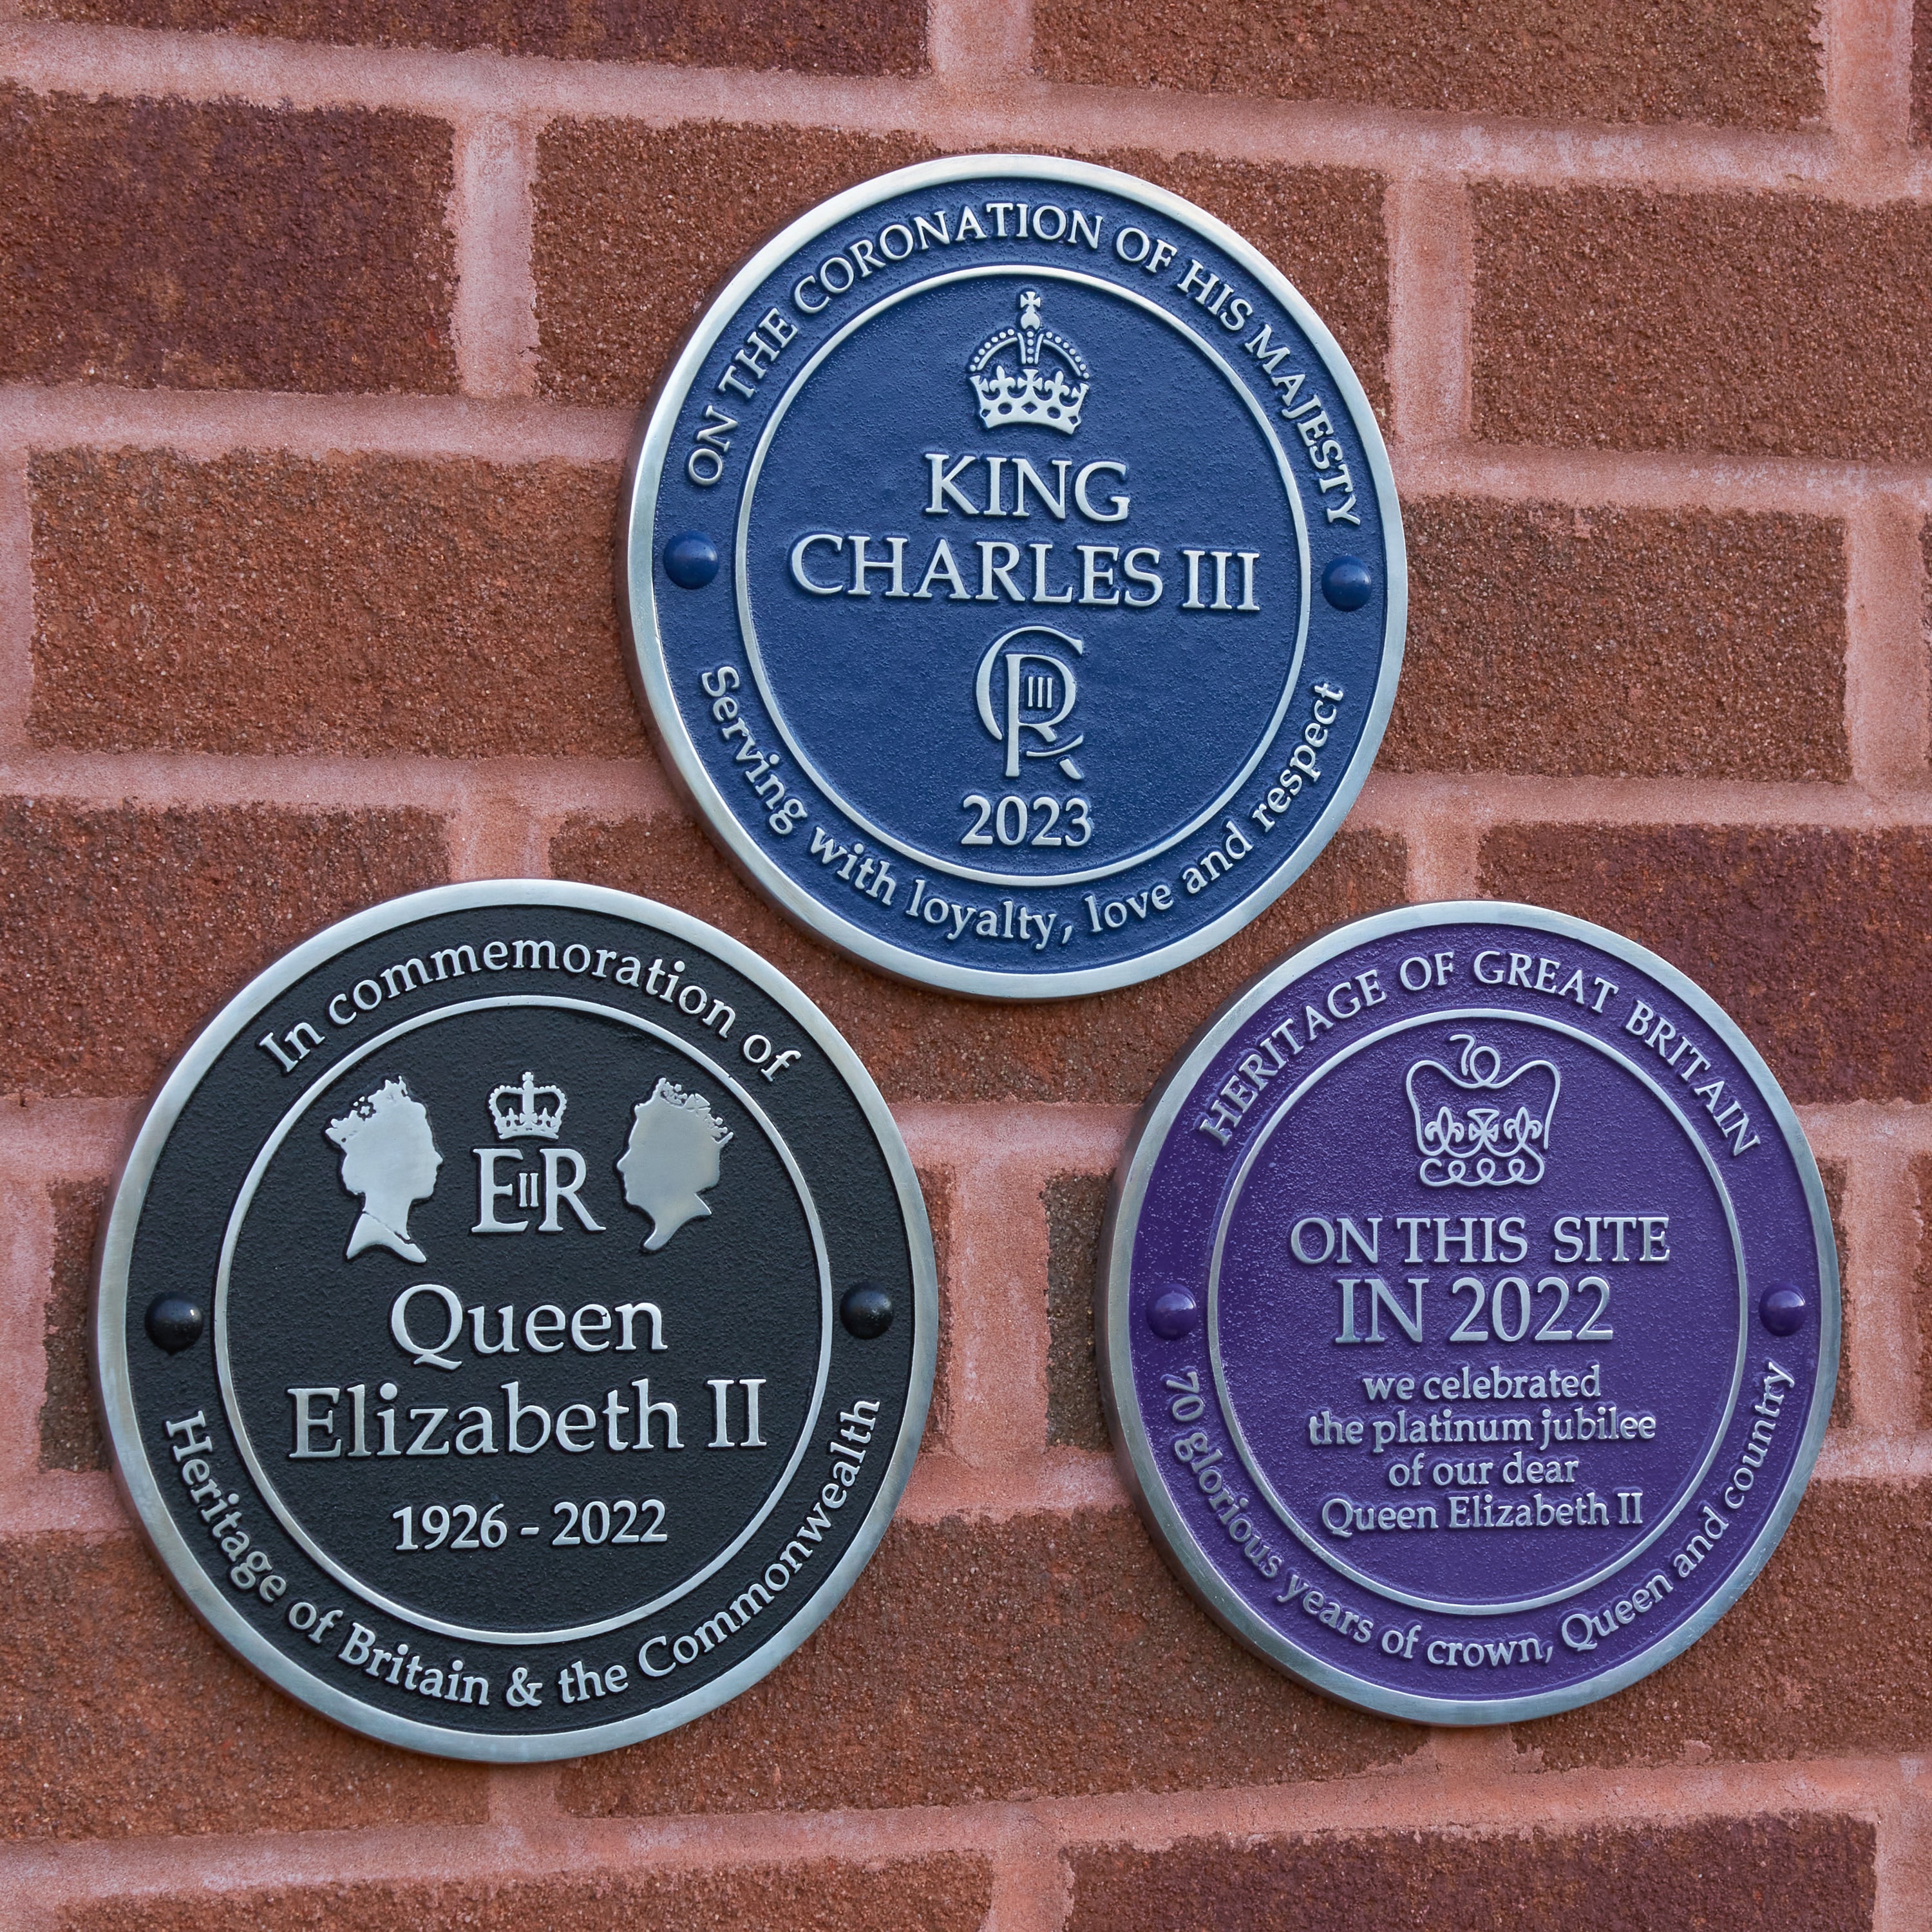 ON THE CORONATION OF HIS MAJESTY
KING
CHARLES III
CRIII
2023
Serving with loyalty, love and respect
In commemoration of
EIIR
Queen
Elizabeth II
1926 - 2022
Heritage of Britain & the Commonwealth
HERITAGE OF GREAT BRITAIN
70
ON THIS SITE
IN 2022
we celebrated
the platinum jubilee
of our dear
Queen Elizabeth II
70 glorious years of crown, Queen and country